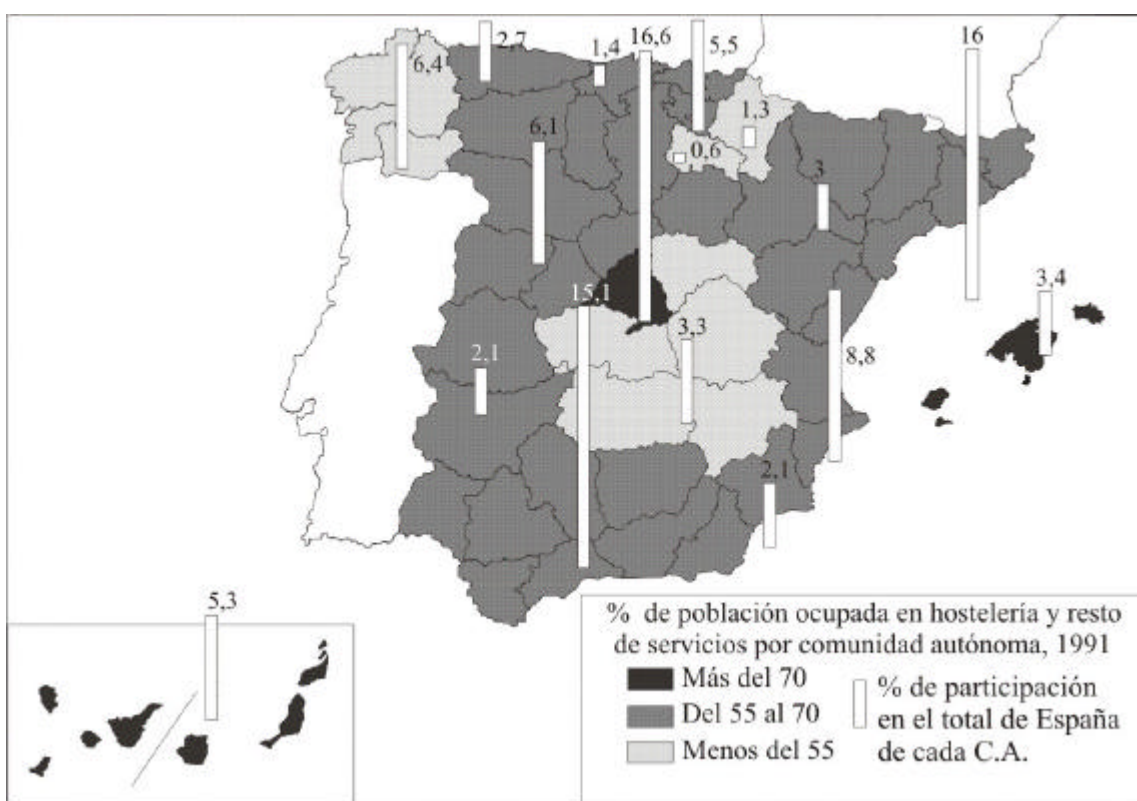 2,7
1,4
16,6
5,5
16
6,4
1,3
6,1
0,6
3
15,1
3,4
3,3
8,8
2,1
2,1
5,3
% de población ocupada en hostelería y resto
de servicios por comunidad autónoma, 1991
Más del 70
Del 55 al 70
Menos del 55
% de participación
en el total de España
de cada C.A.